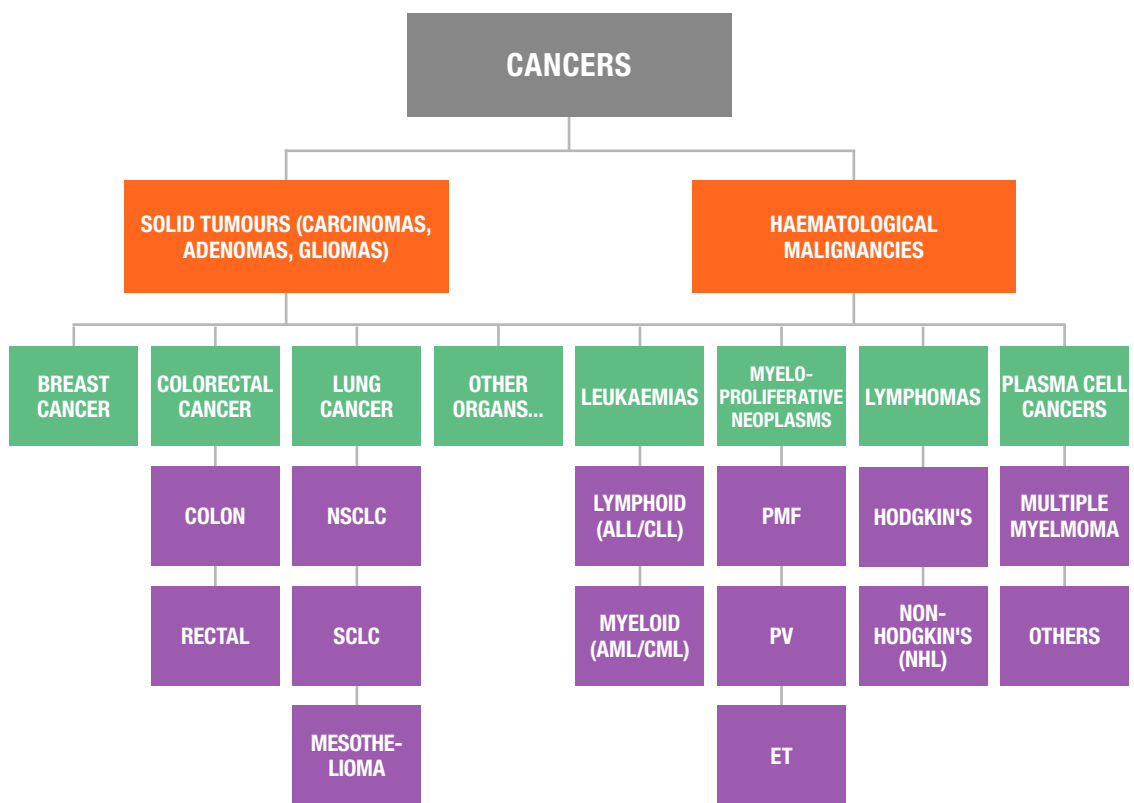 CANCERS
SOLID TUMOURS (CARCINOMAS,
ADENOMAS, GLIOMAS)
HAEMATOLOGICAL
MALIGNANCIES
BREAST
CANCER
COLORECTAL
CANCER
LUNG
CANCER
OTHER
ORGANS...
LEUKAEMIAS
MYELO-
PROLIFERATIVE
NEOPLASMS
LYMPHOMAS
PLASMA CELL
CANCERS
COLON
NSCLC
LYMPHOID
(ALL/CLL)
PMF
HODGKIN'S
MULTIPLE
MYELMOMA
RECTAL
SCLC
MYELOID
(AML/CML)
PV
NON-
HODGKIN'S
(NHL)
OTHERS
MESOTHE-
LIOMA
ET